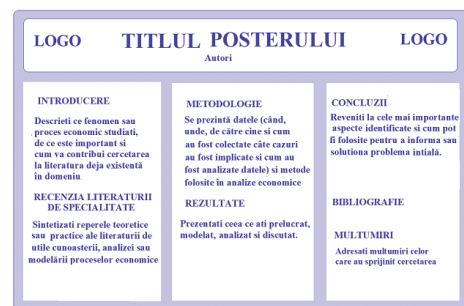 LOGO
TITLUL POSTERULUI
LOGO
Autori
INTRODUCERE
Descrieti ce fenomen sau
proces economic studiati,
de ce este important si
cum va contribui cercetarea
la literatura deja existentă
în domeniu
RECENZIA LITERATURII
DE SPECIALITATE
Sintetizati reperele teoretice
sau practice ale literaturii de
utile cunoasterii, analizei sau
modelării proceselor economice
METODOLOGIE
Se prezintă datele (când,
unde, de către cine si cum
au fost colectate câte cazuri
au fost implicate si cum au
fost analizate datele) si metode
folosite în analize economice
REZULTATE
Prezentati ceea ce ati prelucrat,
modelat, analizat si discutat.
CONCLUZII
Reveniti la cele mai importante
aspecte identificate si cum pot
fi folosite pentru a informa sau
solutiona problema intială.
BIBLIOGRAFIE
MULTUMIRI
Adresati multumiri celor
care au sprijinit cercetarea